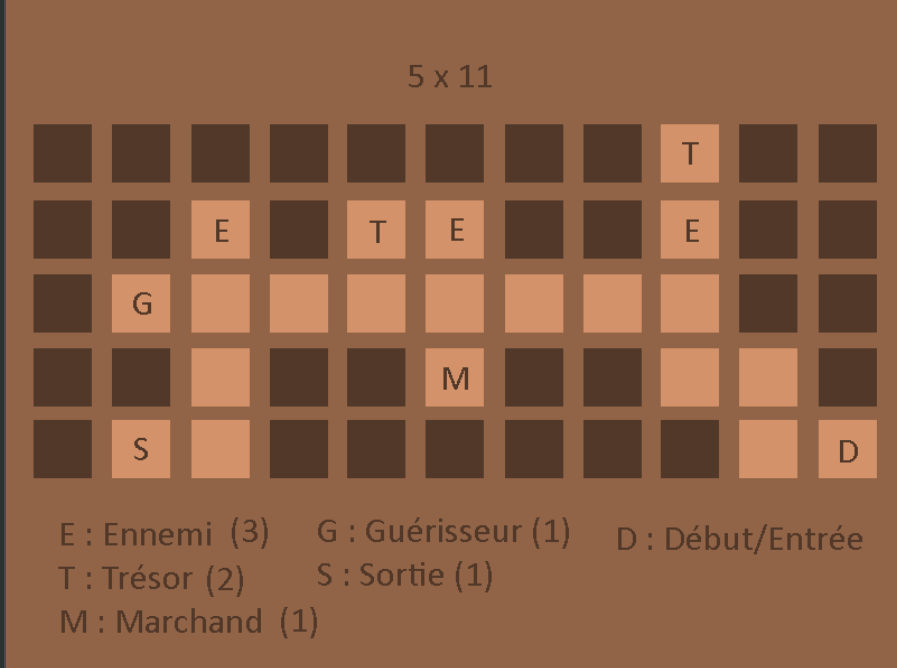 5 x 11
T
E T E E
G
M
S D
E : Ennemi (3) G : Guérisseur (1) D : Début/Entrée
T : Trésor (2) S : Sortie (1)
M : Marchand (1)